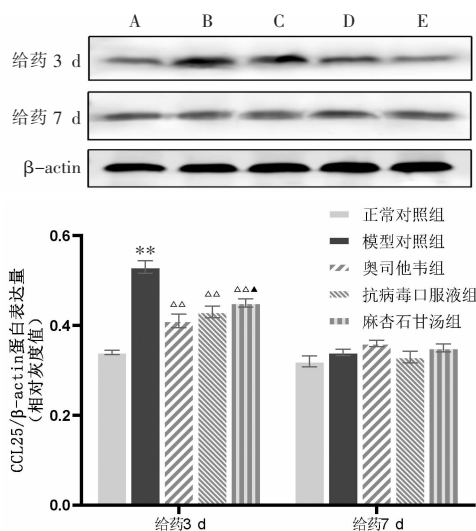 A B C D E
给药 3 d
给药 7 d
β-actin
正常对照组
模型对照组
奥司他韦组
抗病毒口服液组
麻杏石甘汤组
CCL25/β-actin蛋白表达量
（相对灰度值）
0.6
0.4
0.2
0.0
**
△△
△△
△△▲
给药3 d
给药7 d